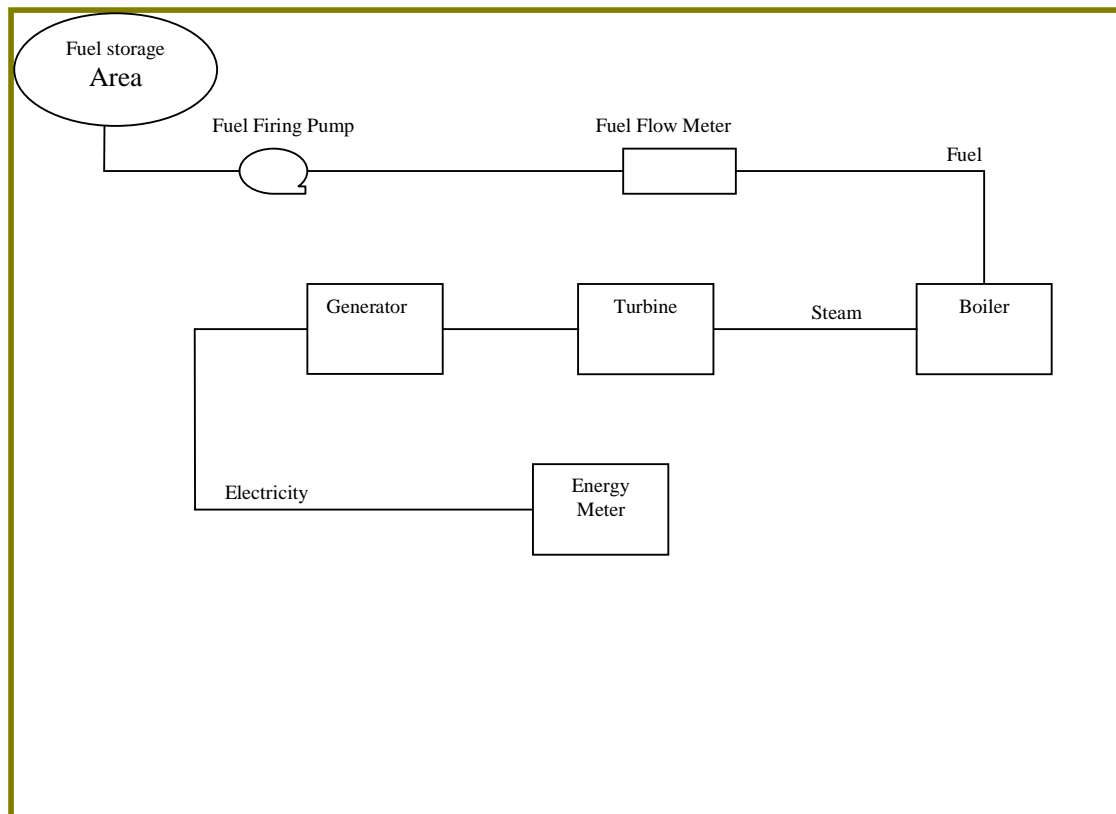 Fuel storage
Area
Fuel Firing Pump
Fuel Flow Meter
Fuel
Generator
Turbine
Steam
Boiler
Electricity
Energy
Meter